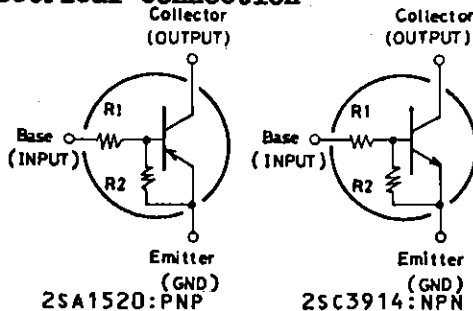 Collector
(OUTPUT)
R1
Base
(INPUT)
R2
Emitter
(GND)
2SA1520:PNP
Collector
(OUTPUT)
R1
Base
(INPUT)
R2
Emitter
(GND)
2SC3914:NPN